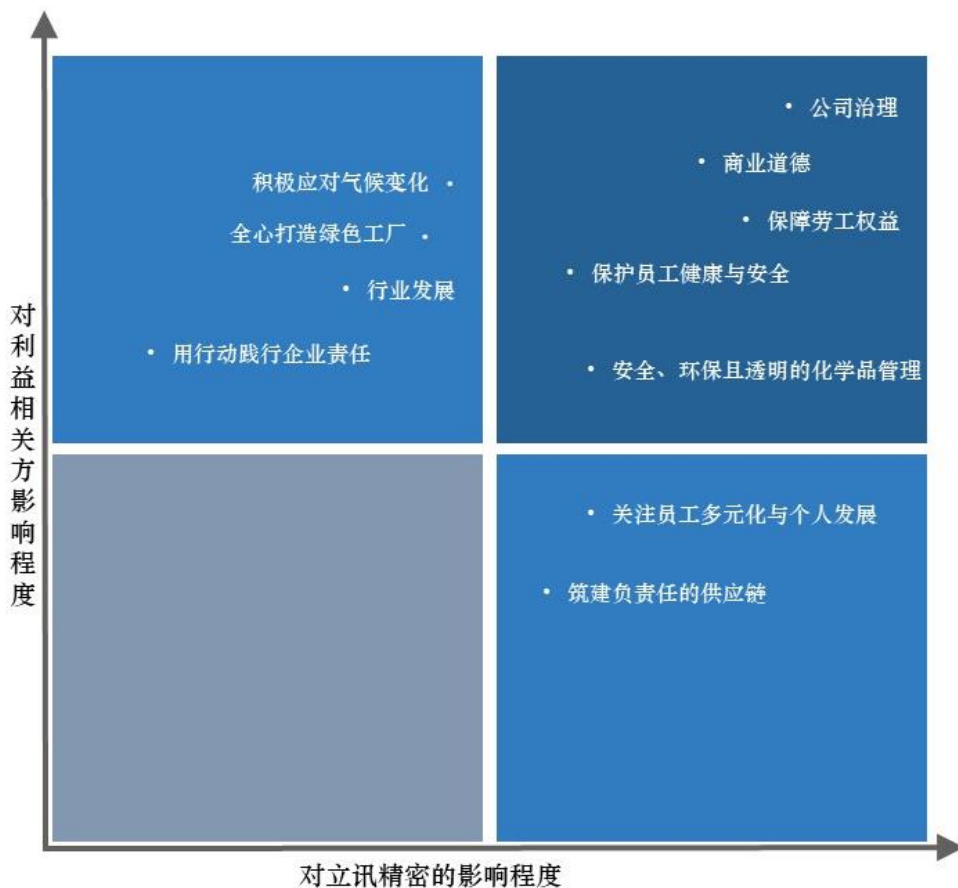 公司治理
商业道德
积极应对气候变化
保障劳工权益
全心打造绿色工厂
保护员工健康与安全
行业发展
用行动践行企业责任
安全、环保且透明的化学品管理
对利益相关方影响程度
关注员工多元化与个人发展
筑建负责任的供应链
对立讯精密的影响程度